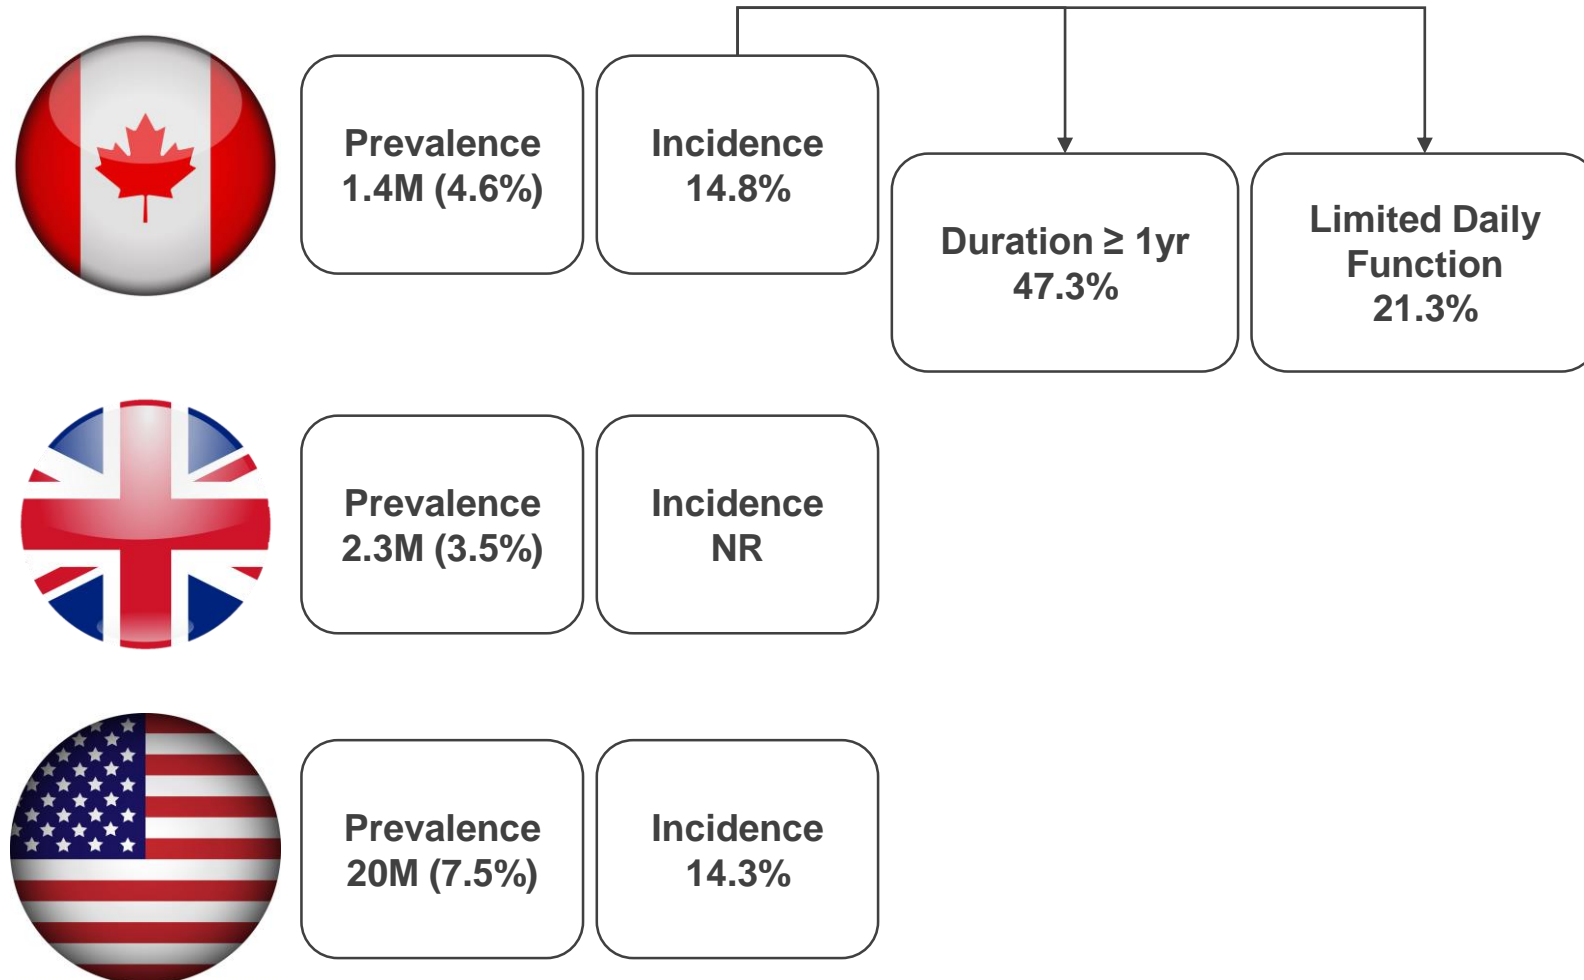 Prevalence
1.4M (4.6%)
Incidence
14.8%
Duration ≥ 1yr
47.3%
Limited Daily
Function
21.3%
Prevalence
2.3M (3.5%)
Incidence
NR
Prevalence
20M (7.5%)
Incidence
14.3%